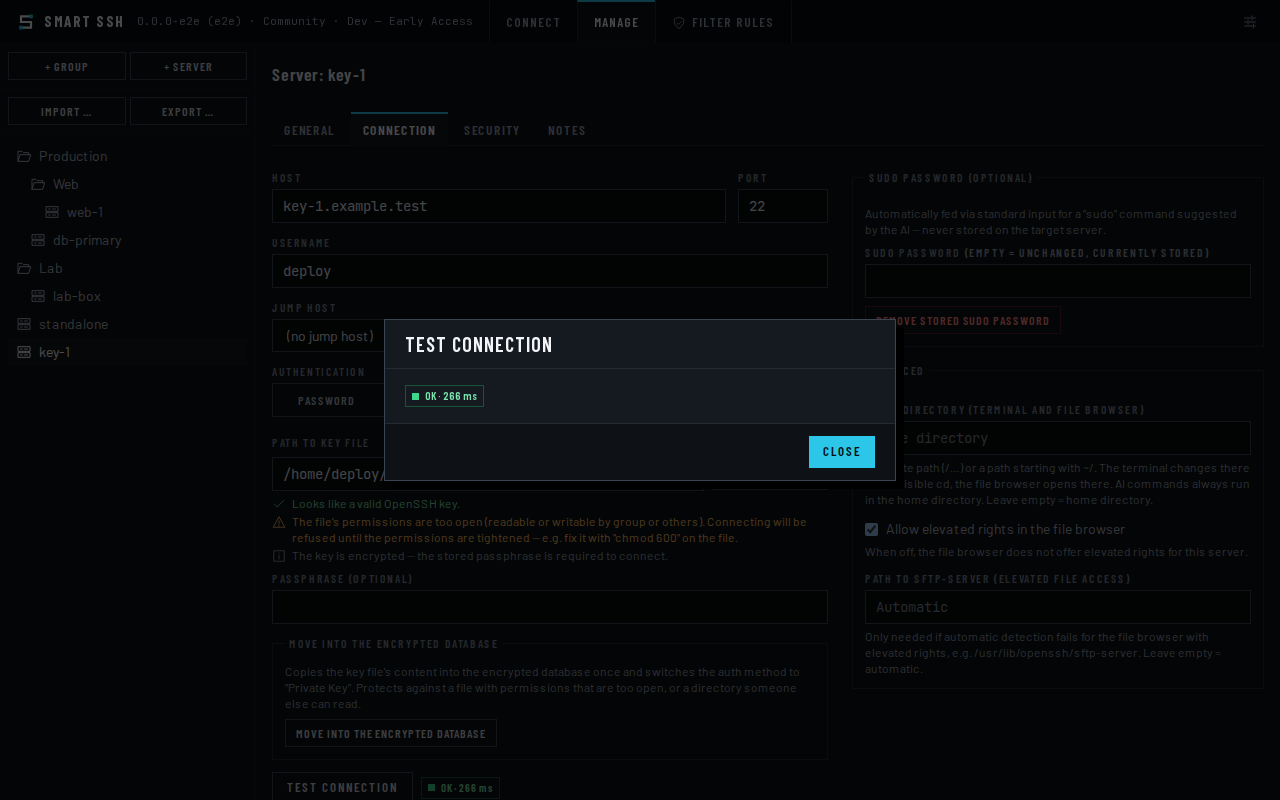 SMART SSH 0.0.0-e2e (e2e) · Community · Dev — Early Access CONNECT MANAGE FILTER RULES
+ GROUP + SERVER
IMPORT … EXPORT …
Production
Web
web-1
db-primary
Lab
lab-box
standalone
key-1
Server: key-1
GENERAL CONNECTION SECURITY NOTES
HOST PORT
key-1.example.test 22
USERNAME
deploy
JUMP HOST
(no jump host)
AUTHENTICATION
PASSWORD
PATH TO KEY FILE
/home/deploy/
Looks like a valid OpenSSH key.
The file's permissions are too open (readable or writable by group or others). Connecting will be
refused until the permissions are tightened — e.g. fix it with "chmod 600" on the file.
The key is encrypted — the stored passphrase is required to connect.
PASSPHRASE (OPTIONAL)
MOVE INTO THE ENCRYPTED DATABASE
Copies the key file's content into the encrypted database once and switches the auth method to
"Private Key". Protects against a file with permissions that are too open, or a directory someone
else can read.
MOVE INTO THE ENCRYPTED DATABASE
TEST CONNECTION OK · 266 ms
SUDO PASSWORD (OPTIONAL)
Automatically fed via standard input for a "sudo" command suggested
by the AI — never stored on the target server.
SUDO PASSWORD (EMPTY = UNCHANGED, CURRENTLY STORED)
STORED SUDO PASSWORD
DIRECTORY (TERMINAL AND FILE BROWSER)
directory
path (/…) or a path starting with ~/. The terminal changes there
cd, the file browser opens there. AI commands always run
in the home directory. Leave empty = home directory.
Allow elevated rights in the file browser
When off, the file browser does not offer elevated rights for this server.
PATH TO SFTP-SERVER (ELEVATED FILE ACCESS)
Automatic
Only needed if automatic detection fails for the file browser with
elevated rights, e.g. /usr/lib/openssh/sftp-server. Leave empty =
automatic.
TEST CONNECTION
OK · 266 ms
CLOSE